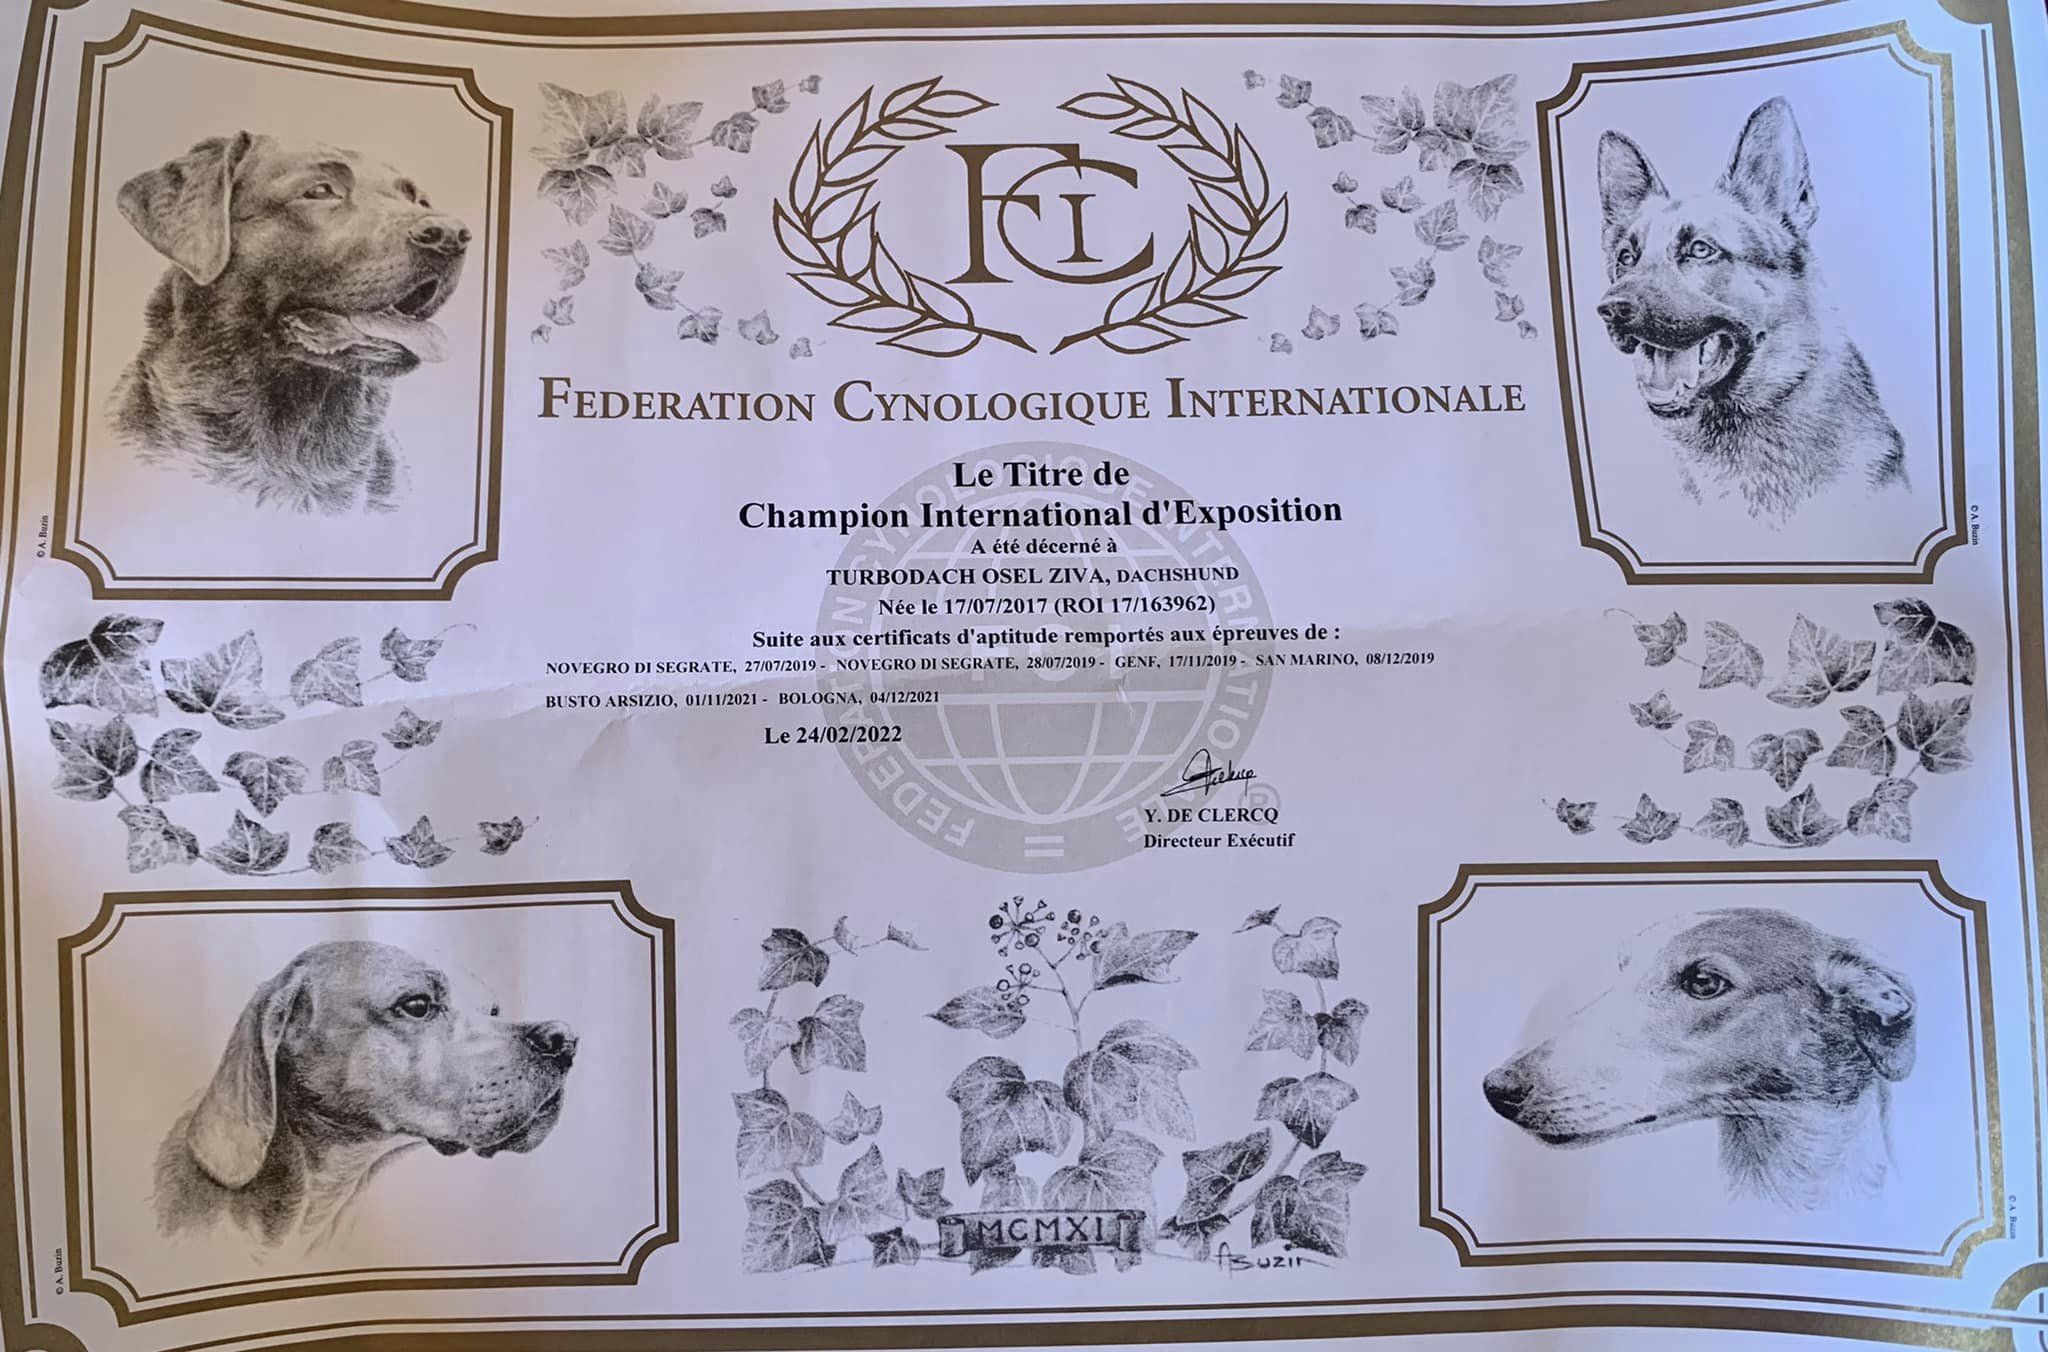 FCI
FEDERATION CYNOLOGIQUE INTERNATIONALE
Le Titre de
Champion International d'Exposition
A été décerné à
TURBODACH OSEL ZIVA, DACHSHUND
Née le 17/07/2017 (ROI 17/163962)
Suite aux certificats d'aptitude remportés aux épreuves de :
NOVEGRO DI SEGRATE, 27/07/2019 - NOVEGRO DI SEGRATE, 28/07/2019 - GENF, 17/11/2019 - SAN MARINO, 08/12/2019
BUSTO ARSIZIO, 01/11/2021 - BOLOGNA, 04/12/2021
Le 24/02/2022
FEDERATION CYNOLOGIQUE INTERNATIONALE
FCI
®
Y. DE CLERCQ
Directeur Exécutif
© A. Buzin
© A. Buzin
© A. Buzin
© A. Buzin
MCMXI
A Buzin